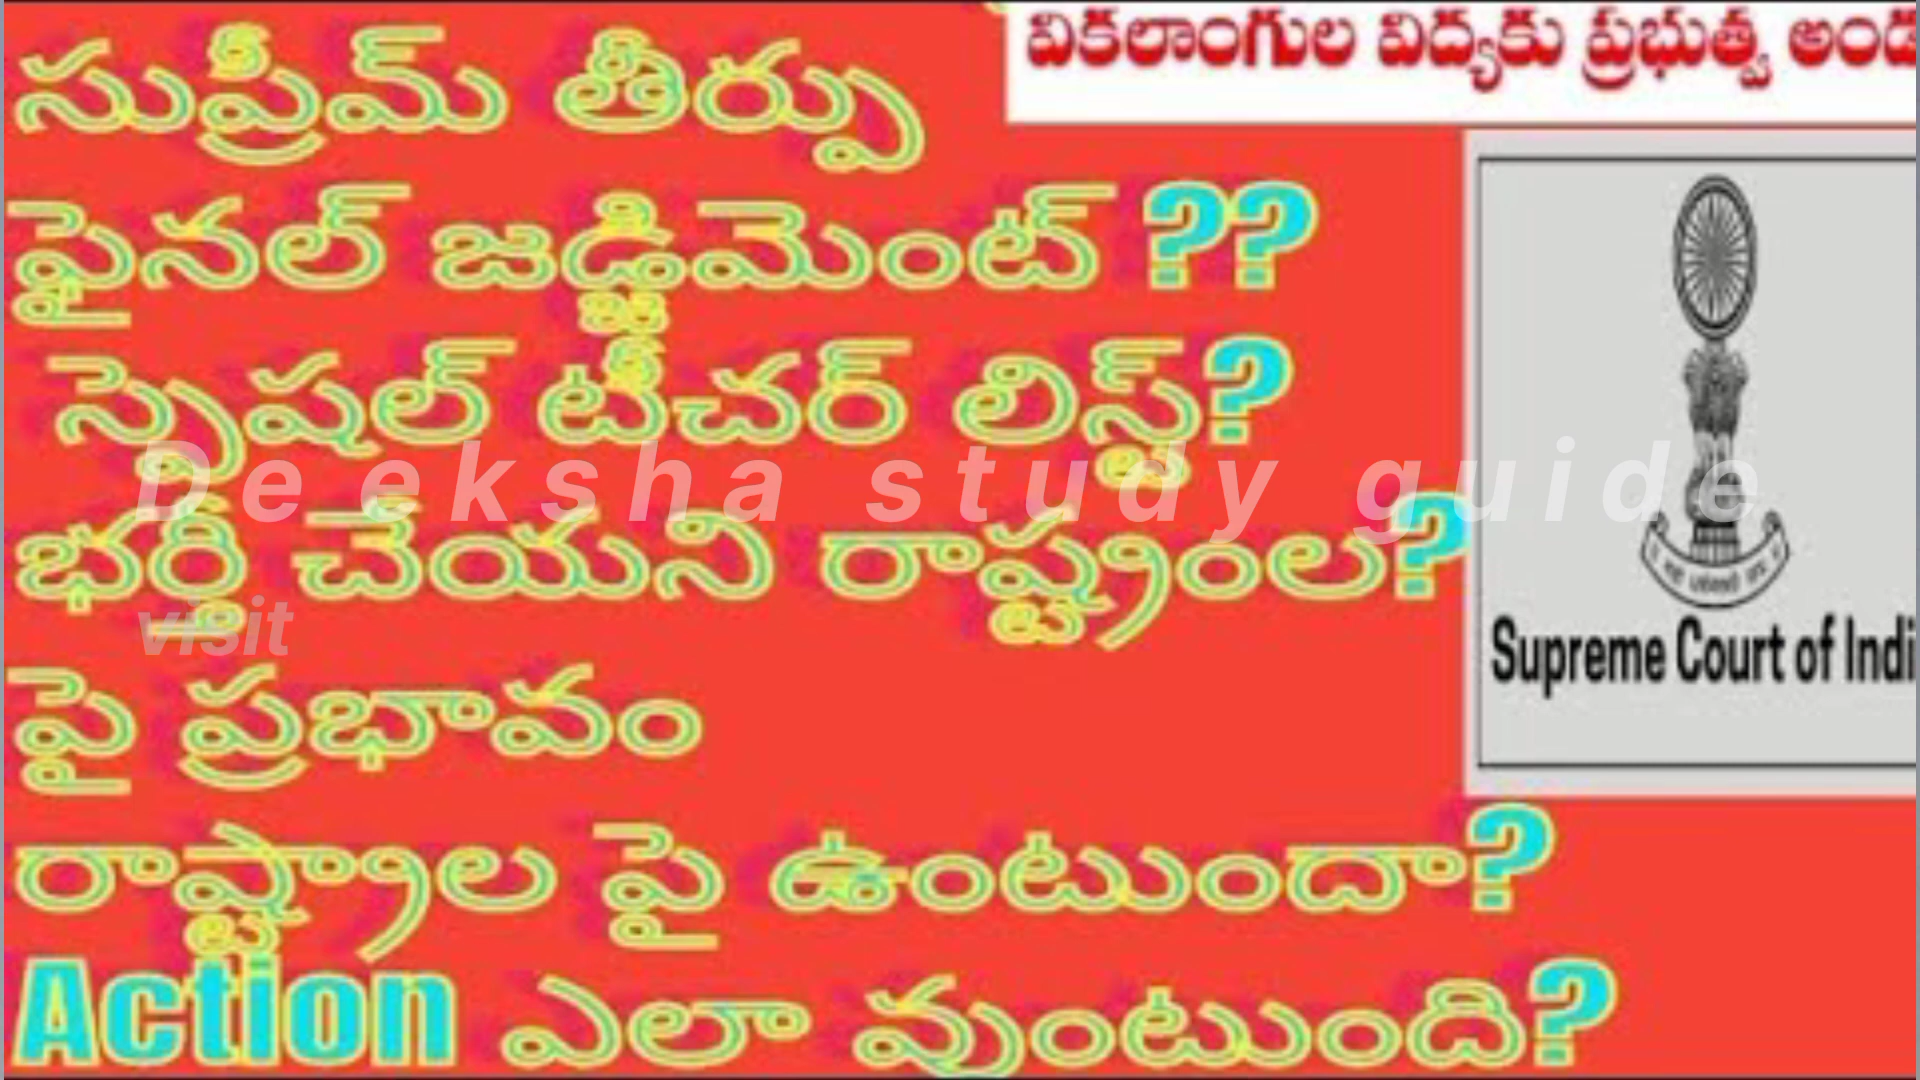 వికలాంగుల విద్యకు ప్రభుత్వ
సుప్రీమ్ తీర్పు
ఫైనల్ జడ్జిమెంట్ ??
స్పెషల్ టీచర్ లిస్ట్?
Deeksha study guide
భర్తీ చేయని రాష్ట్రంల?
visit
పై ప్రభావం
రాష్ట్రాల పై ఉంటుందా?
Action ఎలా వుంటుంది?
Supreme Court of